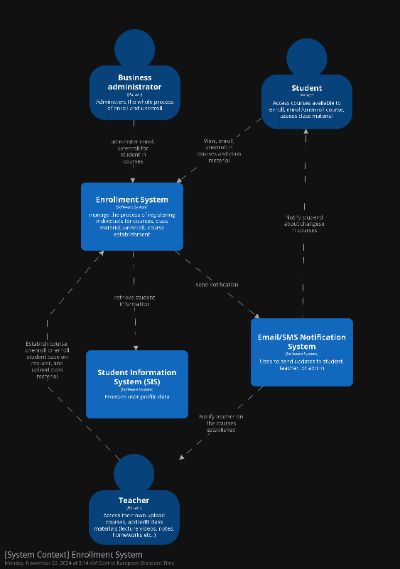 Business
administrator
[Person]
Administers the whole process
of enroll and unenroll
Student
[Person]
Access courses available to
enroll, enroll/unenroll course,
access class material
administer enroll,
unenroll for
student in
courses
View, enroll,
unenroll in
courses and class
material
Enrollment System
[Software System]
manage the process of registering
individuals for courses, class
material, unenroll, course
establishment
Notify student
about changes
courses
send notification
retrieve student
information
Establish course,
unenroll or enroll
student base on
request, and
upload class
material
Student Information
System (SIS)
[Software System]
Provides user profile data
Email/SMS Notification
System
[Software System]
Uses to send updates to student,
teacher, or admin
Notify teacher on
the courses
established
Teacher
[Person]
Access their own upload
courses, and edit class
materials (lecture videos, notes,
homeworks etc..)
[System Context] Enrollment System
Monday, November 25, 2024 at 3:14 AM Central European Standard Time